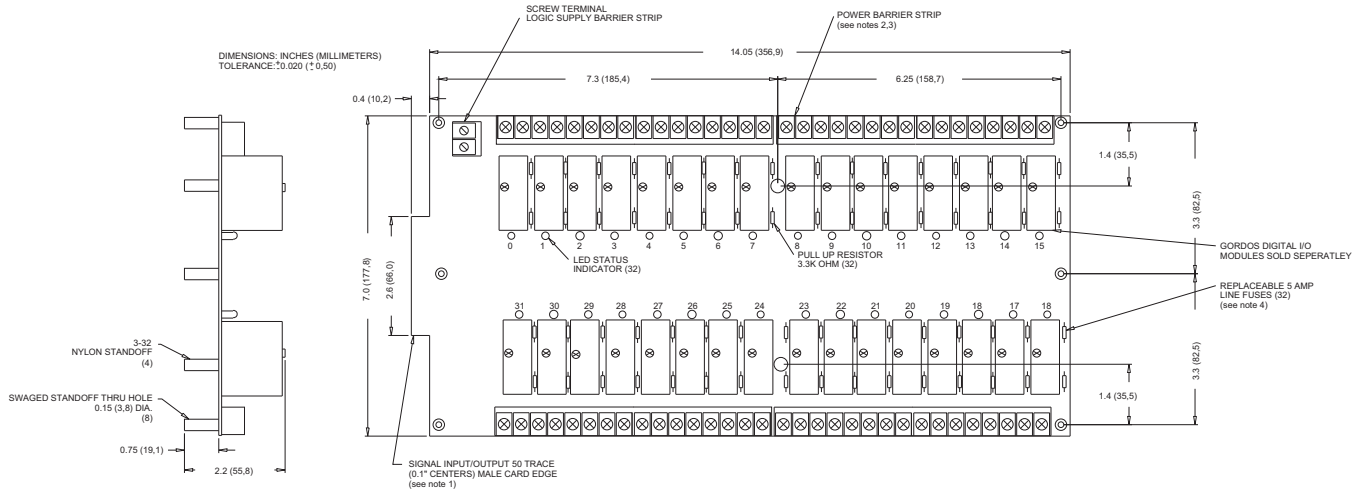 SCREW TERMINAL
LOGIC SUPPLY BARRIER STRIP
POWER BARRIER STRIP
(see notes 2,3)
DIMENSIONS: INCHES (MILLIMETERS)
TOLERANCE:±0.020 (± 0,50)
14.05 (356,9)
7.3 (185,4)
6.25 (158,7)
0.4 (10,2)
1.4 (35,5)
3.3 (82,5)
7.0 (177,8)
2.6 (66,0)
0 1 2 3 4 5 6 7 8 9 10 11 12 13 14 15
LED STATUS
INDICATOR (32)
PULL UP RESISTOR
3.3K OHM (32)
GORDOS DIGITAL I/O
MODULES SOLD SEPERATLEY
REPLACEABLE 5 AMP
LINE FUSES (32)
(see note 4)
31 30 29 28 27 26 25 24 23 22 21 20 19 18 17 18
3-32
NYLON STANDOFF
(4)
SWAGED STANDOFF THRU HOLE
0.15 (3,8) DIA.
(8)
3.3 (82,5)
1.4 (35,5)
0.75 (19,1)
2.2 (55,8)
SIGNAL INPUT/OUTPUT 50 TRACE
(0.1" CENTERS) MALE CARD EDGE
(see note 1)